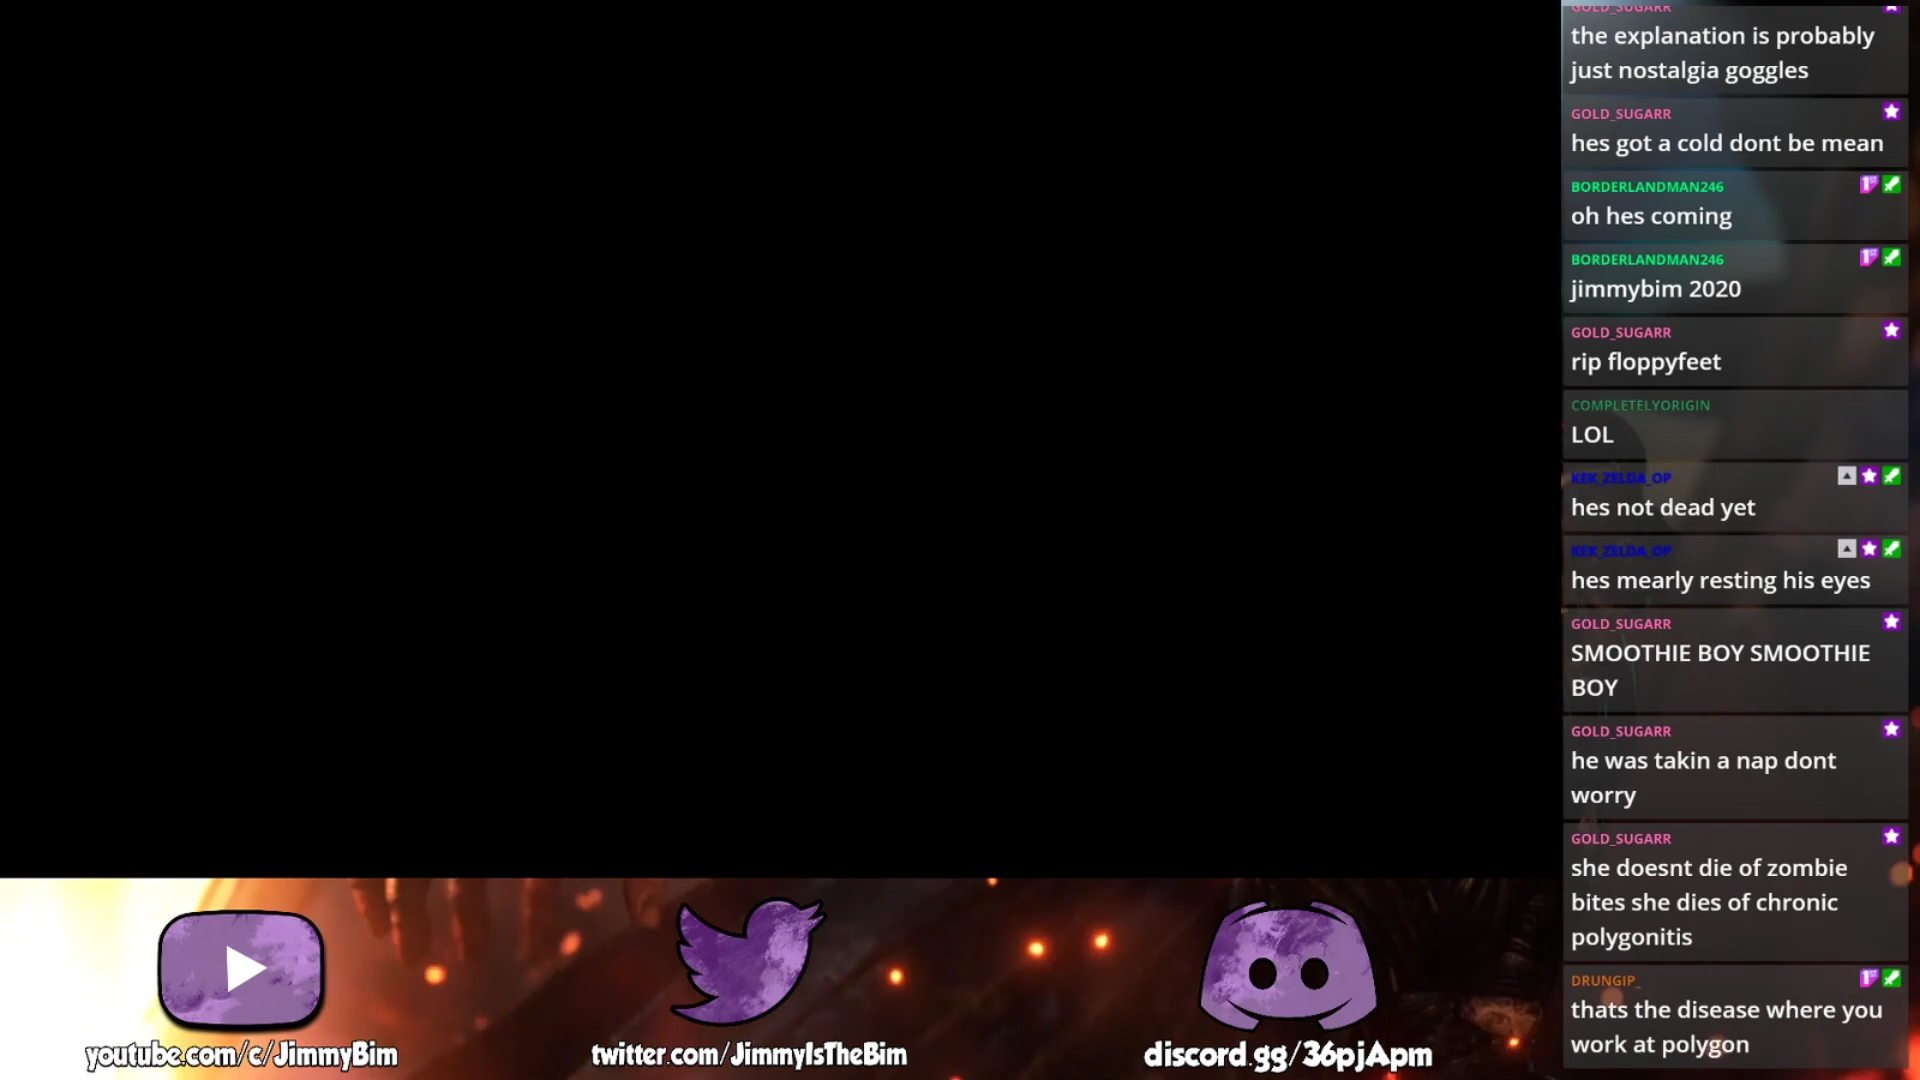 GOLD_SUGARR
the explanation is probably
just nostalgia goggles
GOLD_SUGARR
hes got a cold dont be mean
BORDERLANDMAN246
oh hes coming
BORDERLANDMAN246
jimmybim 2020
GOLD_SUGARR
rip floppyfeet
COMPLETELYORIGIN
LOL
KEK_ZELDA_OP
hes not dead yet
KEK_ZELDA_OP
hes mearly resting his eyes
GOLD_SUGARR
SMOOTHIE BOY SMOOTHIE
BOY
GOLD_SUGARR
he was takin a nap dont
worry
GOLD_SUGARR
she doesnt die of zombie
bites she dies of chronic
polygonitis
DRUNGIP_
thats the disease where you
work at polygon
youtube.com/c/JimmyBim
twitter.com/JimmyIsTheBim
discord.gg/36pjApm